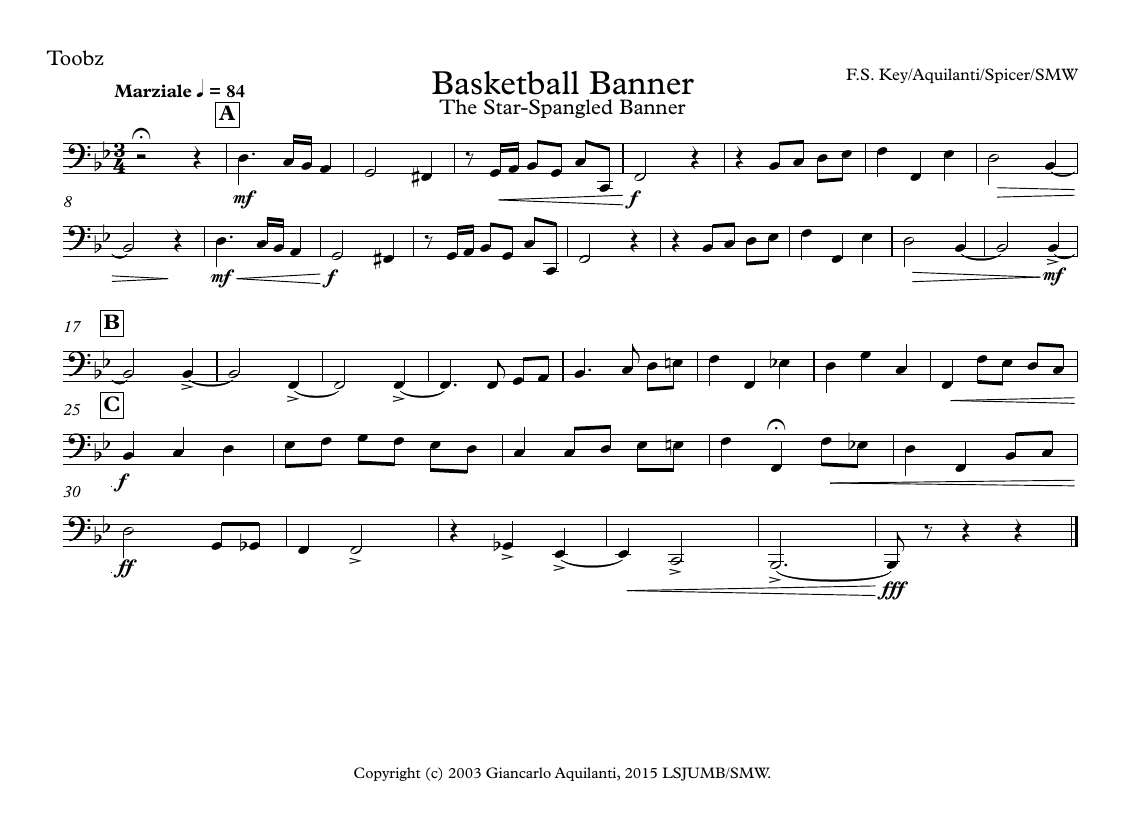 Toobz
F.S. Key/Aquilanti/Spicer/SMW
Basketball Banner
The Star-Spangled Banner
Marziale ♩ = 84
A
3
4
mf
f
8
mf
f
mf
17
B
25
C
f
30
ff
fff
Copyright (c) 2003 Giancarlo Aquilanti, 2015 LSJUMB/SMW.